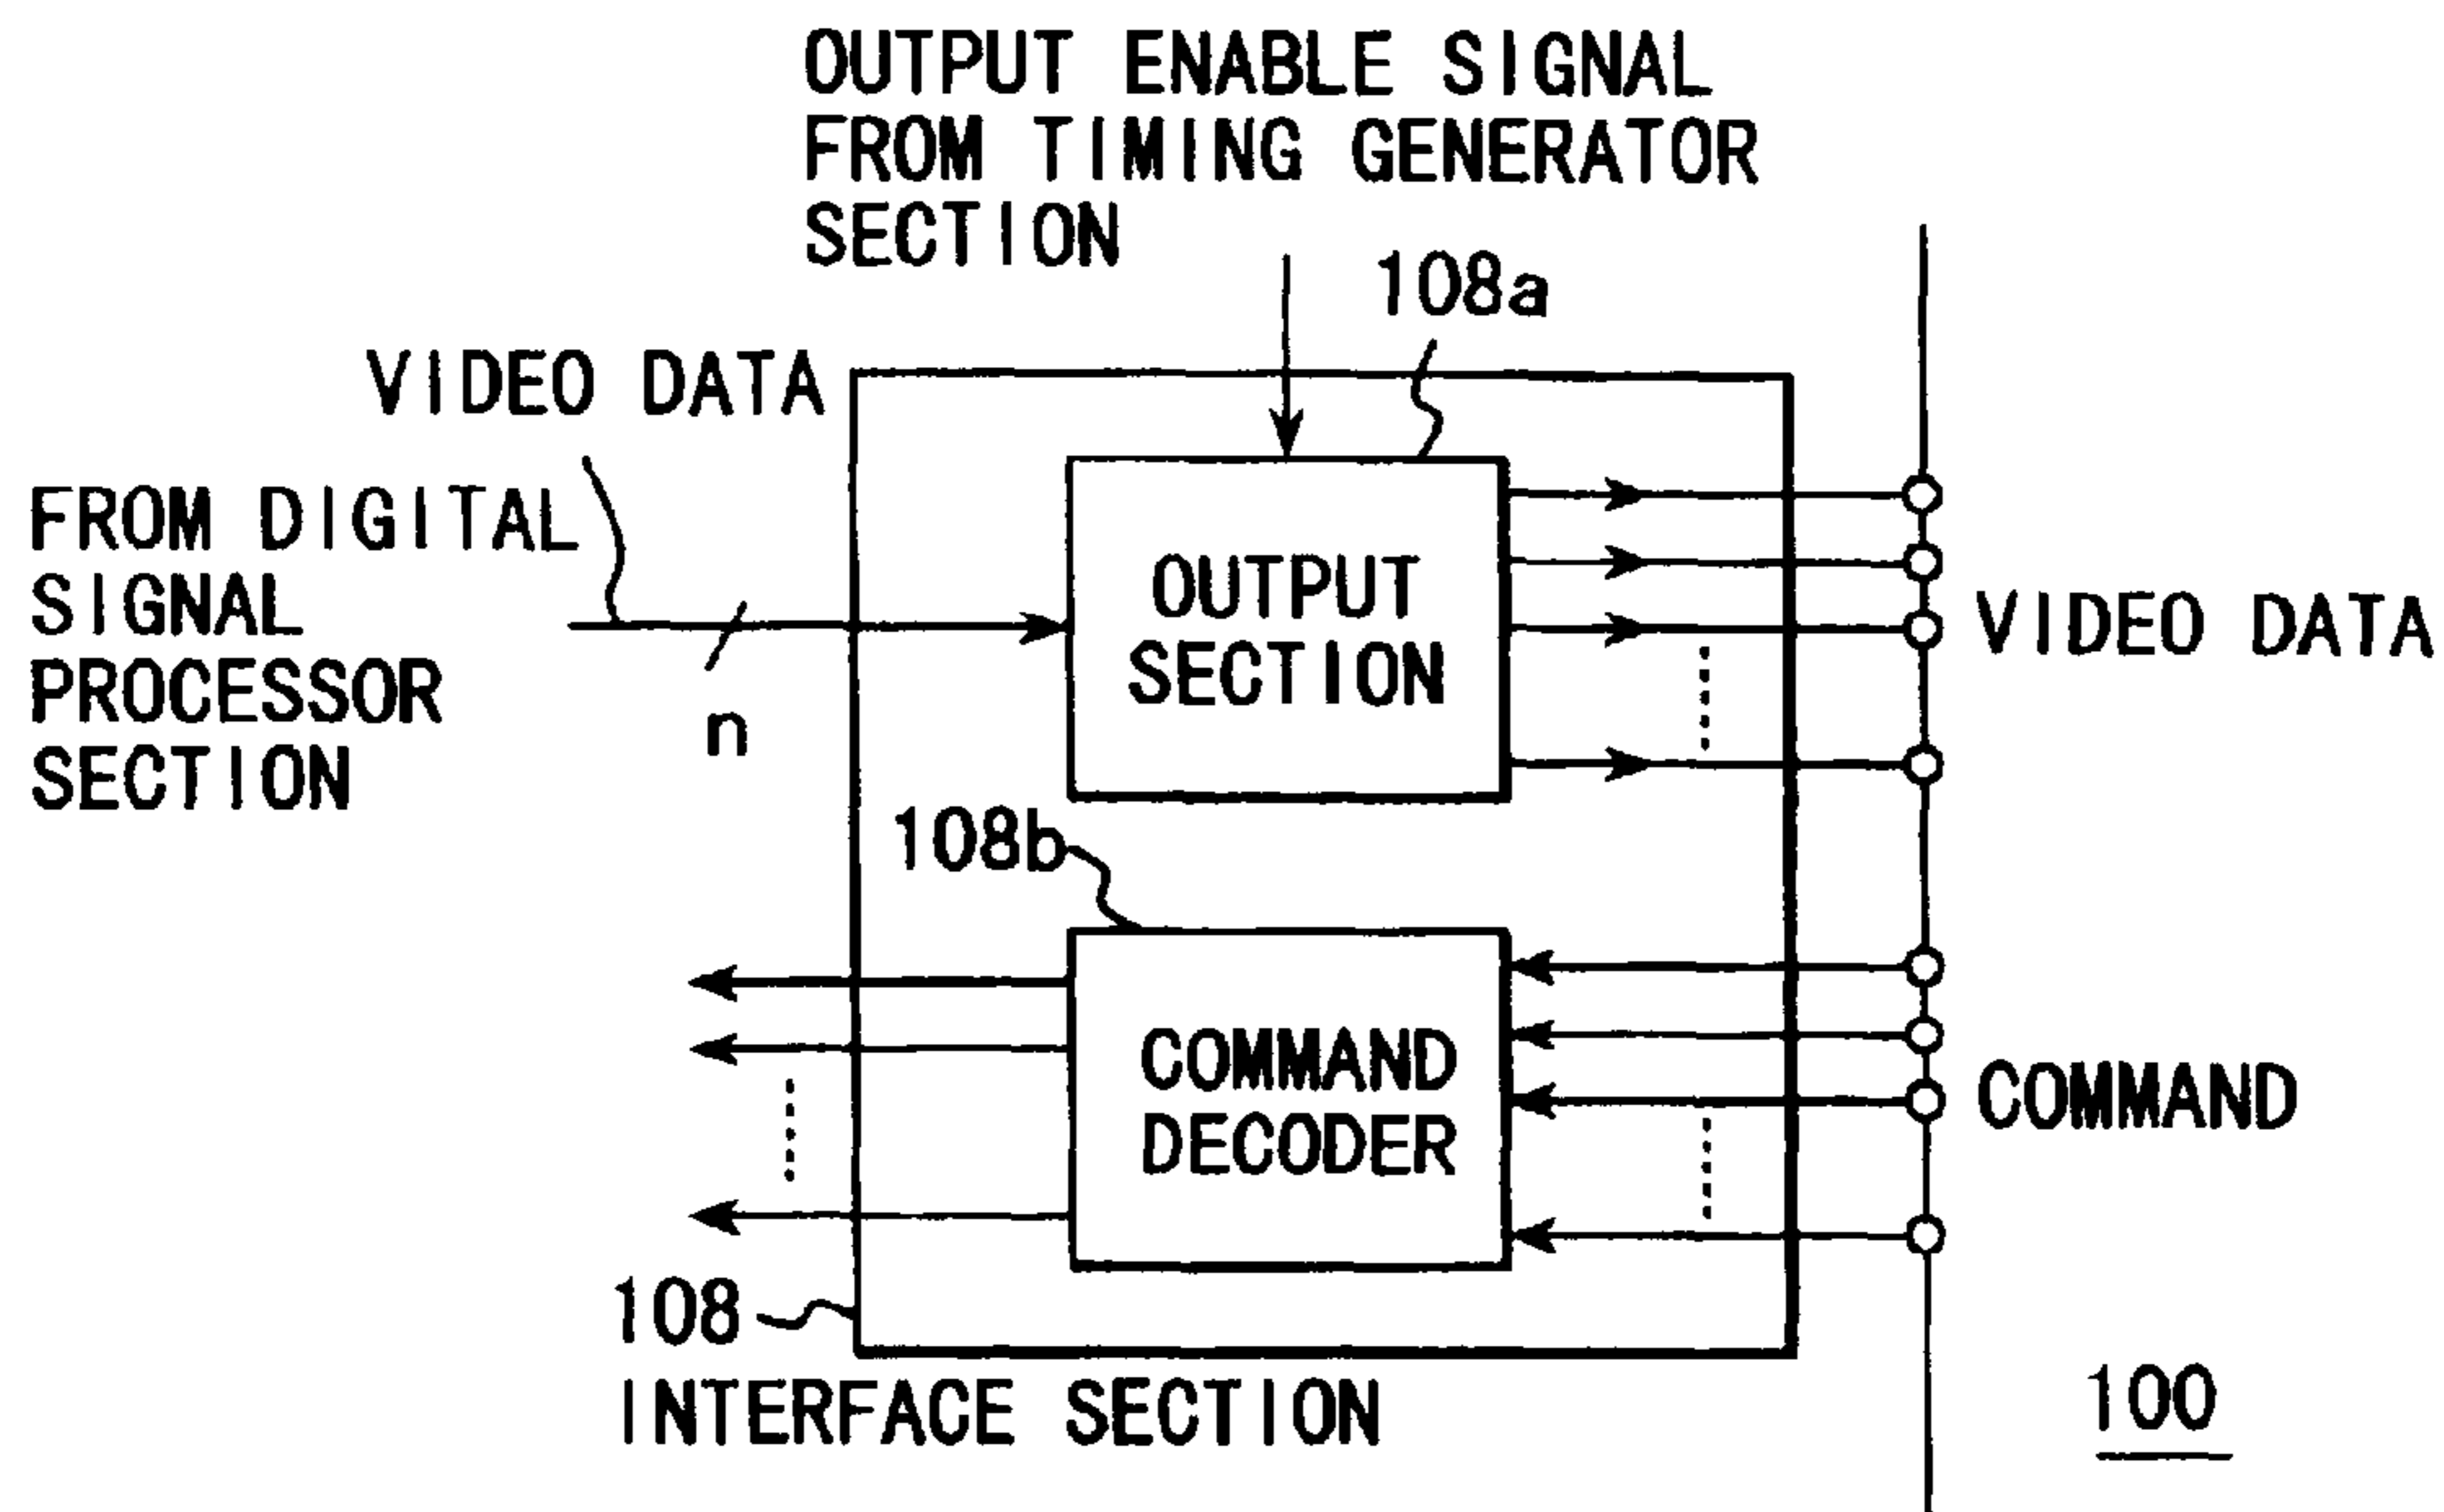 OUTPUT ENABLE SIGNAL
FROM TIMING GENERATOR
SECTION
108a
VIDEO DATA
FROM DIGITAL
SIGNAL
PROCESSOR
SECTION
n
OUTPUT
SECTION
VIDEO DATA
108b
COMMAND
DECODER
COMMAND
108
INTERFACE SECTION
100